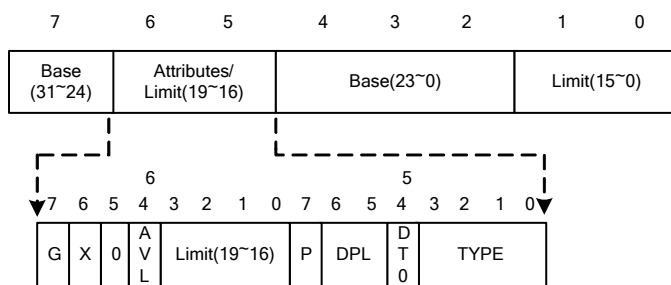 7 6 5 4 3 2 1 0
Base (31~24) Attributes/ Limit(19~16) Base(23~0) Limit(15~0)
6 5
7 6 5 4 3 2 1 0 7 6 5 4 3 2 1 0
G X 0 AVL Limit(19~16) P DPL DT0 TYPE